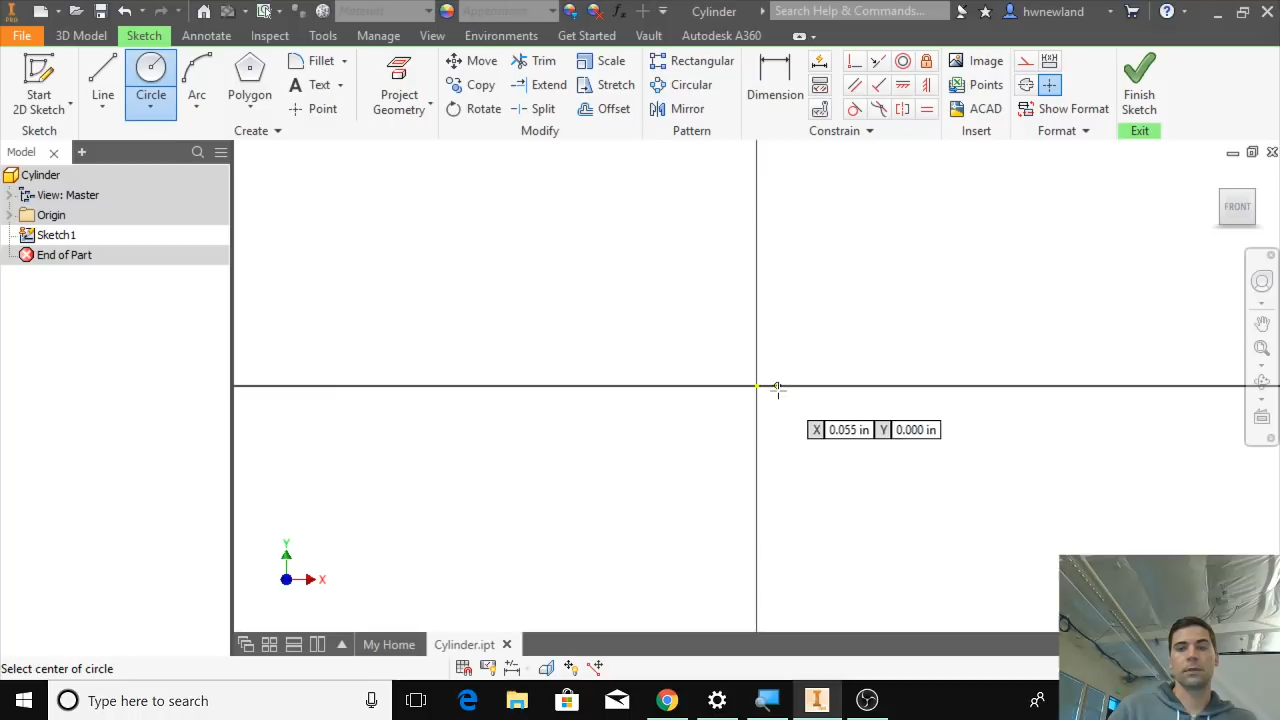 PRO
Material
Appearance
Cylinder
Search Help & Commands...
hwnewland
File
3D Model
Sketch
Annotate
Inspect
Tools
Manage
View
Environments
Get Started
Vault
Autodesk A360
Start
2D Sketch
Line
Circle
Arc
Polygon
Fillet
Text
Point
Project
Geometry
Move
Copy
Rotate
Trim
Extend
Split
Scale
Stretch
Offset
Rectangular
Circular
Mirror
Dimension
Image
Points
ACAD
Show Format
Finish
Sketch
Sketch
Create
Modify
Pattern
Constrain
Insert
Format
Exit
Model
Cylinder
View: Master
Origin
Sketch1
End of Part
FRONT
X 0.055 in Y 0.000 in
Y
X
My Home
Cylinder.ipt
Select center of circle
Type here to search